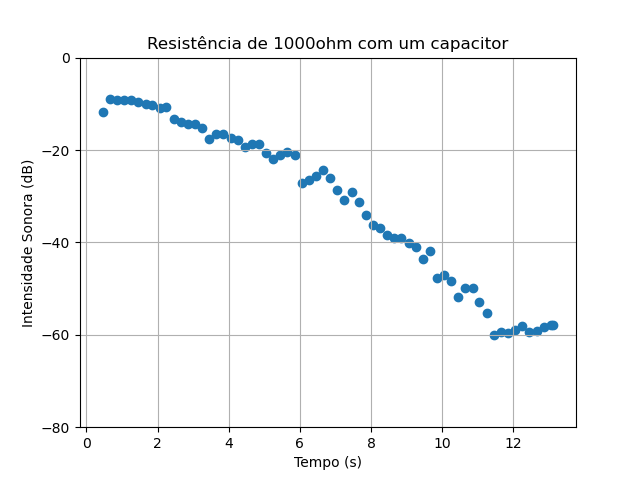 Resistência de 1000ohm com um capacitor
0
−20
−40
−60
−80
Intensidade Sonora (dB)
0 2 4 6 8 10 12
Tempo (s)